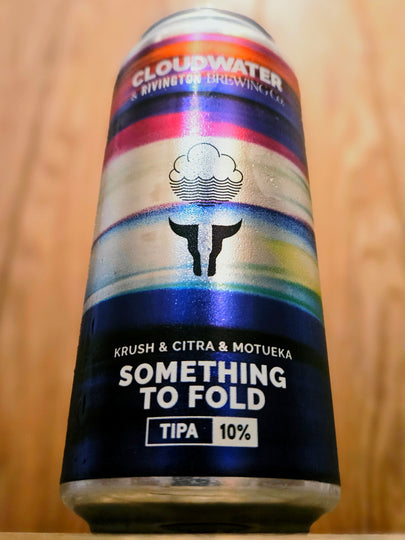 CLOUDWATER
& RIVINGTON BREWING Co.
KRUSH & CITRA & MOTUEKA
SOMETHING
TO FOLD
TIPA 10%